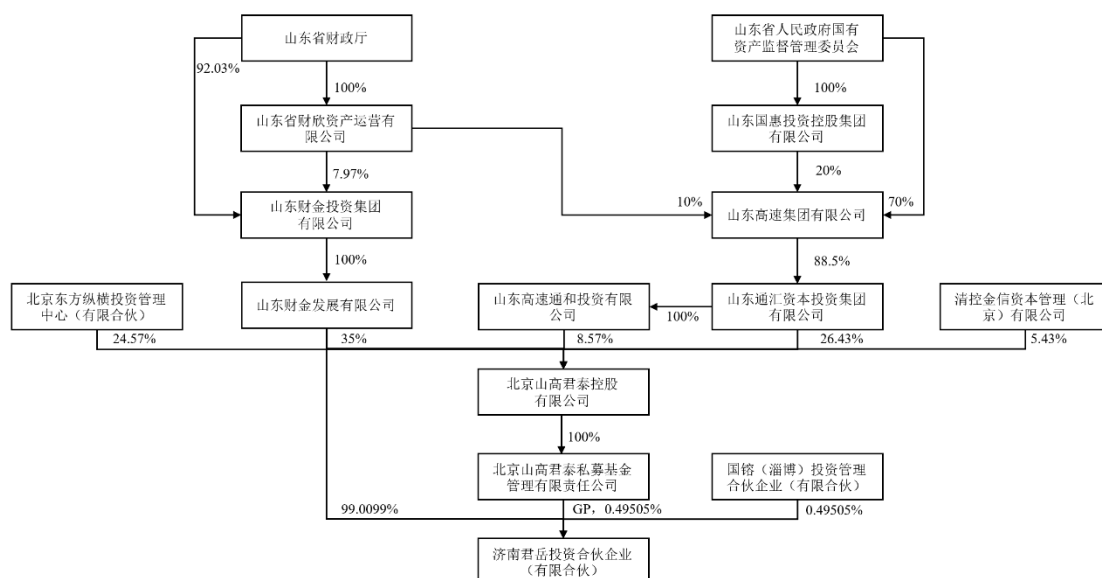 山东省财政厅
山东省人民政府国有
资产监督管理委员会
92.03%
100%
100%
山东省财欣资产运营有
限公司
山东国惠投资控股集团
有限公司
7.97%
20%
山东财金投资集团
有限公司
10%
山东高速集团有限公司
70%
100%
88.5%
北京东方纵横投资管理
中心（有限合伙）
山东财金发展有限公司
山东高速通和投资有限
公司
100%
山东通汇资本投资集团
有限公司
清控金信资本管理（北
京）有限公司
24.57%
35%
8.57%
26.43%
5.43%
北京山高君泰控股
有限公司
100%
北京山高君泰私募基金
管理有限责任公司
国镕（淄博）投资管理
合伙企业（有限合伙）
99.0099%
GP，0.49505%
0.49505%
济南君岳投资合伙企业
（有限合伙）